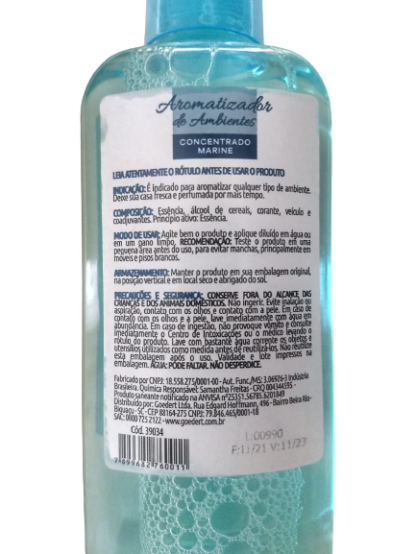 Aromatizador
de Ambientes
CONCENTRADO
MARINE
LEIA ATENTAMENTE O RÓTULO ANTES DE USAR O PRODUTO
INDICAÇÃO: É indicado para aromatizar qualquer tipo de ambiente.
Deixe sua casa fresca e perfumada por mais tempo.
COMPOSIÇÃO: Essência, álcool de cereais, corante, veículo e
coadjuvantes. Princípio ativo: Essência.
MODO DE USAR: Agite bem o produto e aplique diluído em água ou
em um pano limpo, RECOMENDAÇÃO: Teste o produto em uma
pequena área antes do uso, para evitar manchas, principalmente em
móveis e pisos brancos.
ARMAZENAMENTO: Manter o produto em sua embalagem original,
na posição vertical e em local seco e abrigado do sol.
PRECAUÇÕES E SEGURANÇA: CONSERVE FORA DO ALCANCE DAS
CRIANÇAS E DOS ANIMAIS DOMÉSTICOS. Não ingerir. Evite inalação ou
aspiração, contato com os olhos e contato com a pele. Em caso de
contato com os olhos e a pele, lave imediatamente com água em
abundância. Em caso de ingestão, não provoque vômito e consulte
imediatamente o Centro de Intoxicações ou o médico levando o
rótulo do produto. Lave com bastante água corrente os objetos e
utensílios utilizados como medida antes de reutilizá-los. Não reutilize
esta embalagem após o uso. Validade e lote impressos na
embalagem. ÁGUA: PODE FALTAR. NÃO DESPERDICE.
Fabricado por CNPJ: 18.558.275/0001-00 - Aut. Func./MS: 3.06926-3 Indústria
Brasileira. Química Responsável: Samantha Freitas - CRQ 004344595 -
Produto saneante notificado na ANVISA nº25351.56785.6201849
Distribuido por: Goedert Ltda, Rua Edgard Hoffmann, 496 - Bairro Beira Rio-
Biguaçu - SC - CEP 88164-275 CNPJ: 79.846.465/0001-18
SAC: 0800 725 2122 - www.goedert.com.br
Cód. 39034
7 899632 760011
L:00990
F:11/21 V:11/23